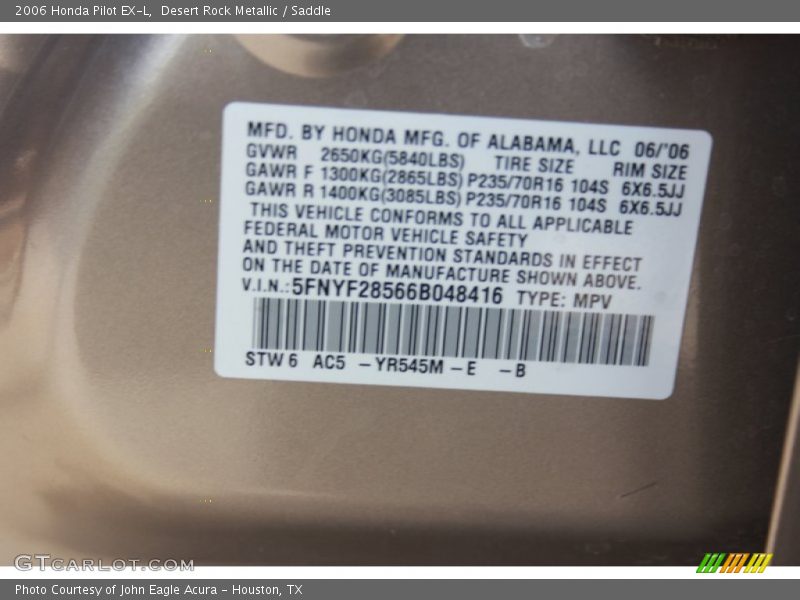 2006 Honda Pilot EX-L, Desert Rock Metallic / Saddle
MFD. BY HONDA MFG. OF ALABAMA, LLC 06/'06
GVWR 2650KG(5840LBS) TIRE SIZE RIM SIZE
GAWR F 1300KG(2865LBS) P235/70R16 104S 6X6.5JJ
GAWR R 1400KG(3085LBS) P235/70R16 104S 6X6.5JJ
THIS VEHICLE CONFORMS TO ALL APPLICABLE
FEDERAL MOTOR VEHICLE SAFETY
AND THEFT PREVENTION STANDARDS IN EFFECT
ON THE DATE OF MANUFACTURE SHOWN ABOVE.
V.I.N.:5FNYF28566B048416 TYPE: MPV
STW6 AC5 -YR545M-E -B
GTCARLOT.COM
Photo Courtesy of John Eagle Acura - Houston, TX